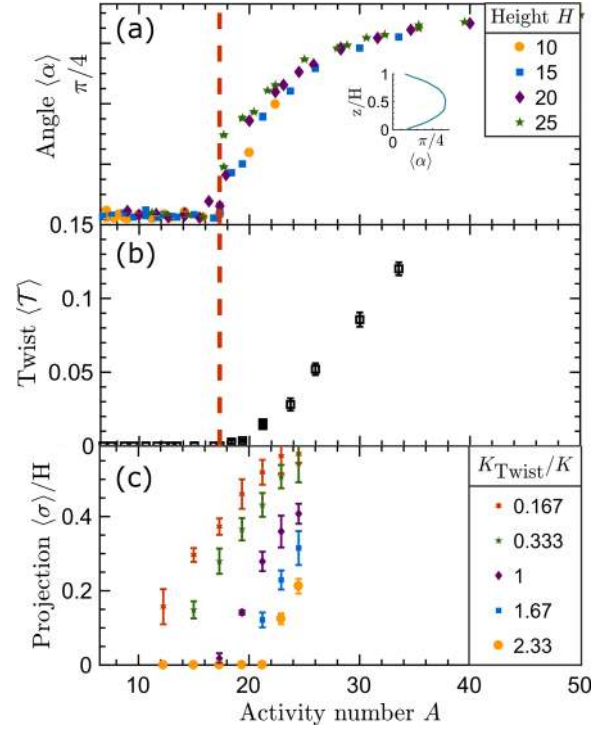 (a)
Angle ⟨α⟩
π/4
Height H
10
15
20
25
z/H
1
0.5
0
π/4
⟨α⟩
(b)
Twist ⟨𝒯⟩
0.15
0.1
0.05
0
(c)
Projection ⟨σ⟩/H
0.4
0.2
0
K_Twist/K
0.167
0.333
1
1.67
2.33
10 20 30 40 50
Activity number A